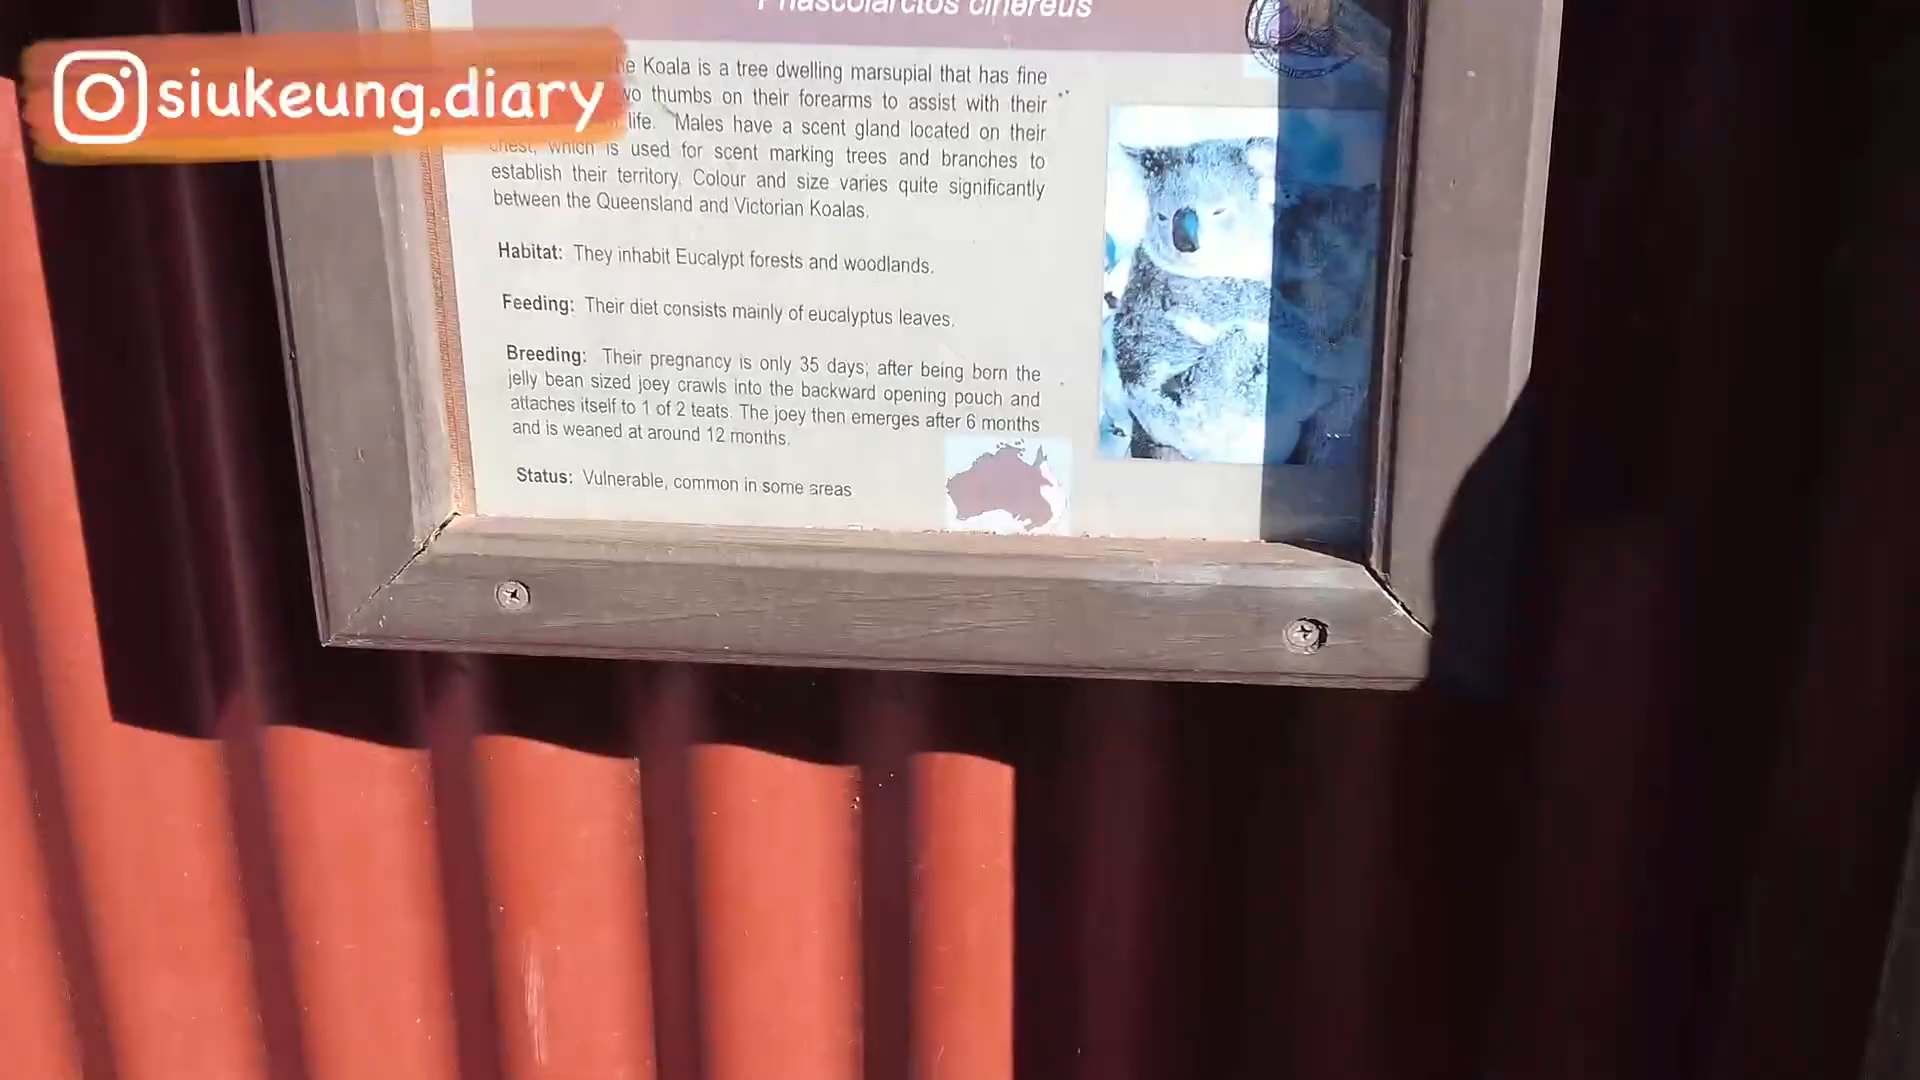 Phascolarctos cinereus
siukeung.diary
Koala is a tree dwelling marsupial that has fine
thumbs on their forearms to assist with their
life. Males have a scent gland located on their
chest, which is used for scent marking trees and branches to
establish their territory. Colour and size varies quite significantly
between the Queensland and Victorian Koalas.
Habitat: They inhabit Eucalypt forests and woodlands.
Feeding: Their diet consists mainly of eucalyptus leaves.
Breeding: Their pregnancy is only 35 days; after being born the
jelly bean sized joey crawls into the backward opening pouch and
attaches itself to 1 of 2 teats. The joey then emerges after 6 months
and is weaned at around 12 months.
Status: Vulnerable, common in some areas